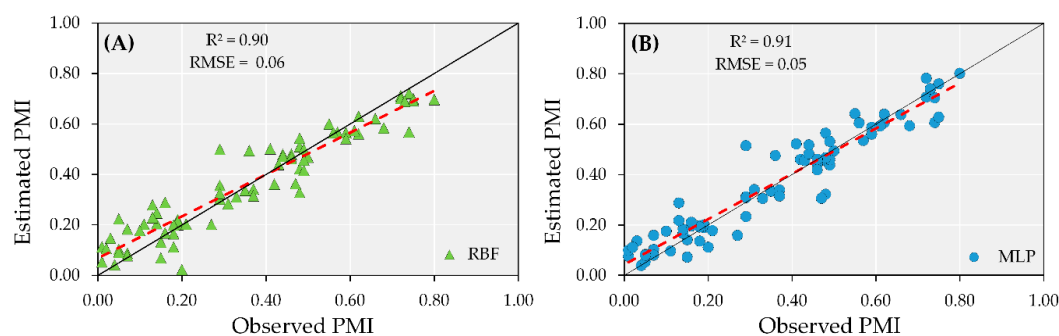 (A)
R² = 0.90
RMSE = 0.06
Estimated PMI
1.00
0.80
0.60
0.40
0.20
0.00
RBF
0.00 0.20 0.40 0.60 0.80 1.00
Observed PMI
(B)
R² = 0.91
RMSE = 0.05
Estimated PMI
1.00
0.80
0.60
0.40
0.20
0.00
MLP
0.00 0.20 0.40 0.60 0.80 1.00
Observed PMI